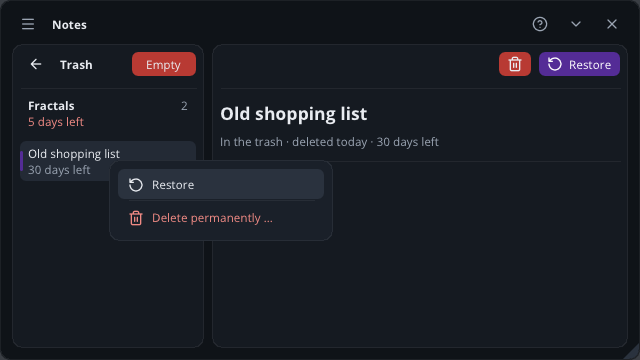 Notes
Trash
Empty
Restore
Fractals 2
5 days left
Old shopping list
30 days left
Old shopping list
In the trash · deleted today · 30 days left
Restore
Delete permanently ...